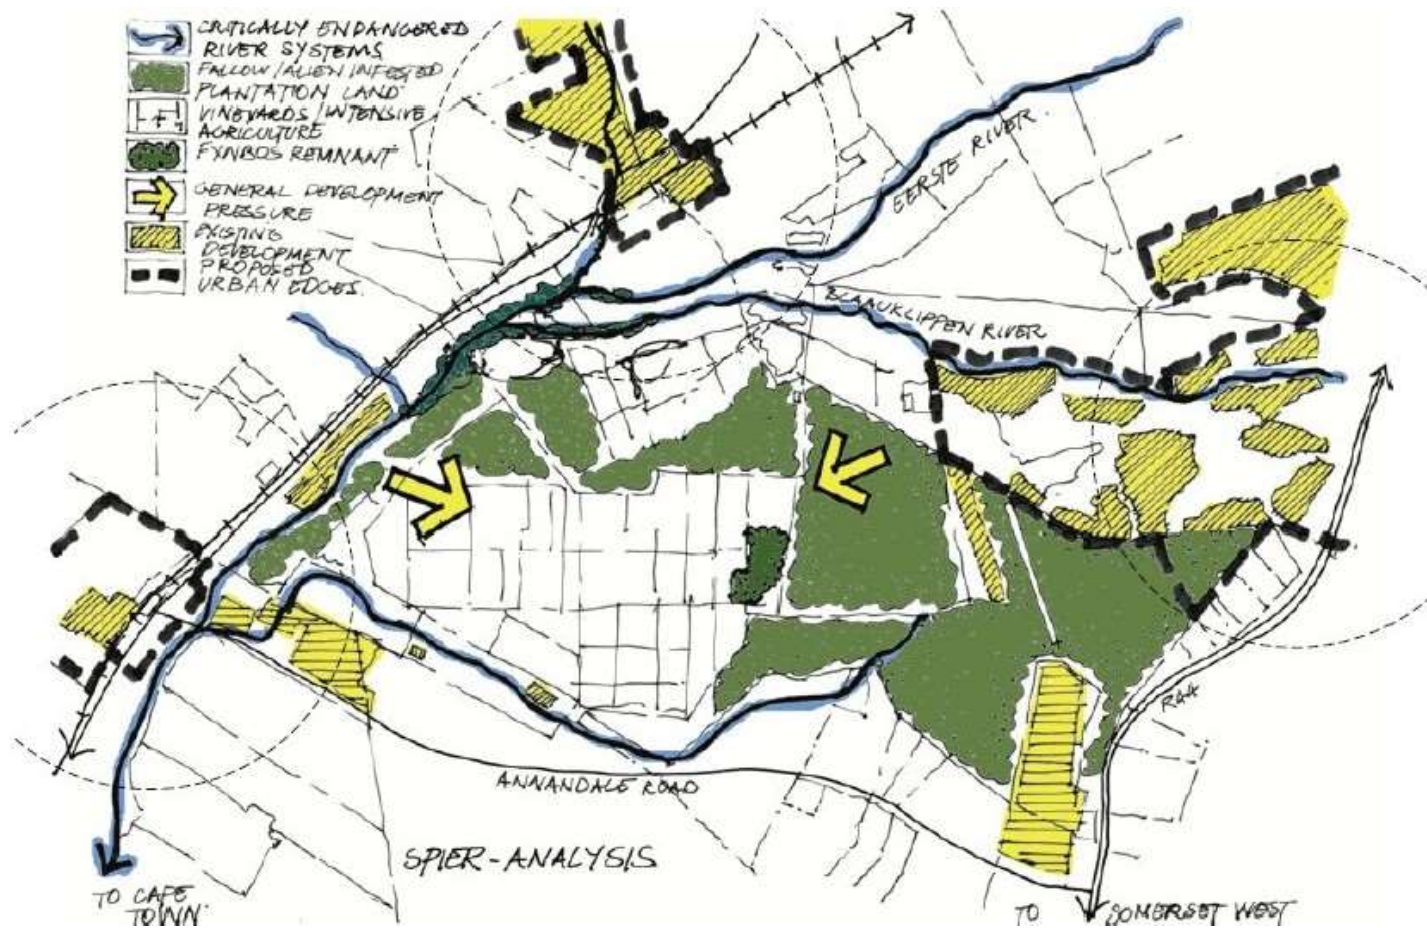 CRITICALLY ENDANGERED
RIVER SYSTEMS
FALLOW/ALIEN INFESTED
PLANTATION LAND
VINEYARDS/INTENSIVE
AGRICULTURE
FYNBOS REMNANT
GENERAL DEVELOPMENT
PRESSURE
EXISTING
DEVELOPMENT
PROPOSED
URBAN EDGES.
EERSTE RIVER.
BLAAUKLIPPEN RIVER
R44
ANNANDALE ROAD
SPIER-ANALYSIS
TO CAPE
TOWN.
TO SOMERSET WEST